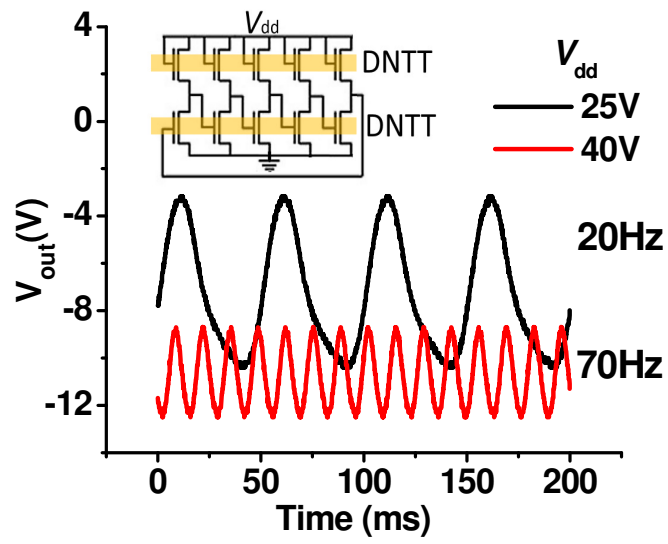 4
0
-4
-8
-12
V_out(V)
V_dd
DNTT
DNTT
V_dd
25V
40V
20Hz
70Hz
0 50 100 150 200
Time (ms)